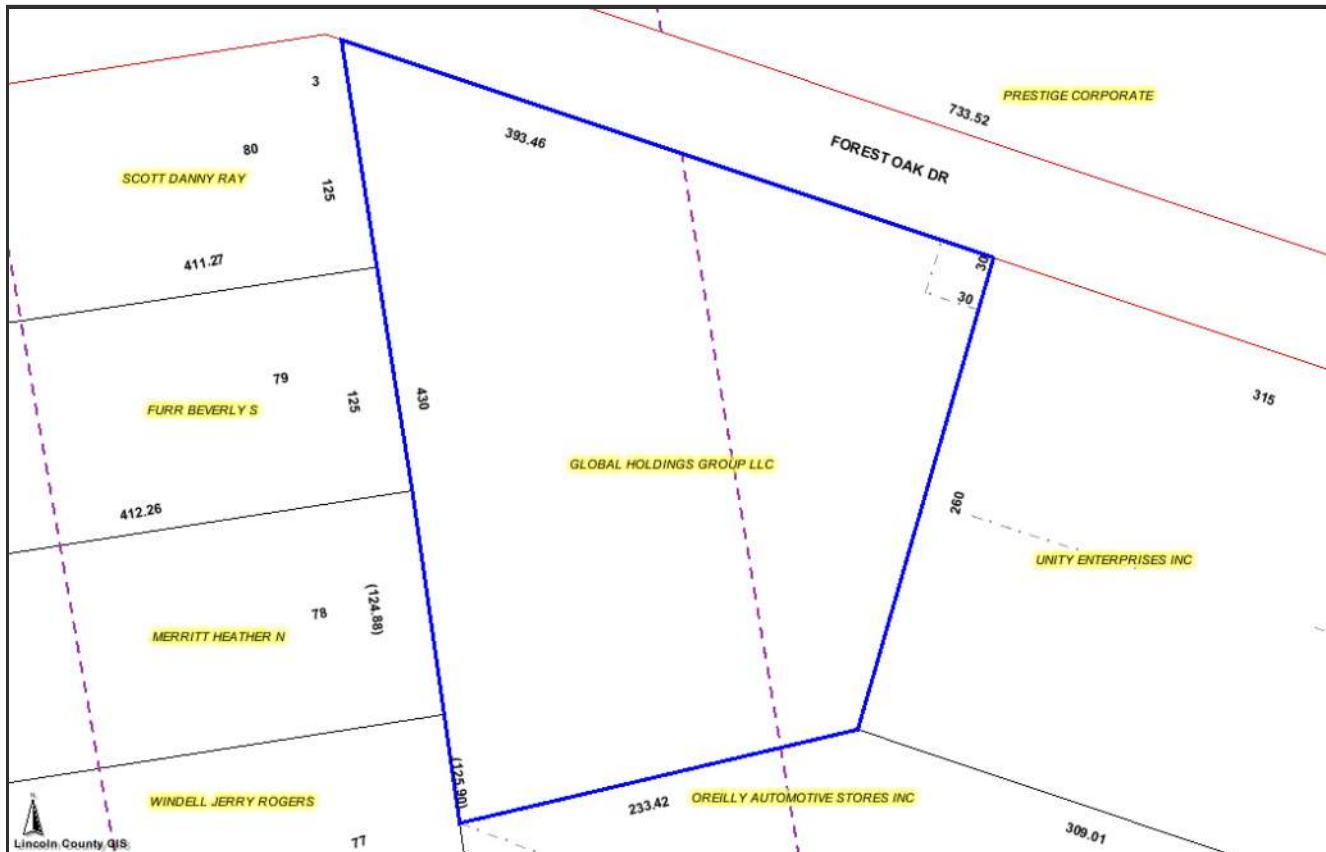 3
PRESTIGE CORPORATE
733.52
393.46
FOREST OAK DR
80
SCOTT DANNY RAY
125
411.27
30
30
79
FURR BEVERLY S
125
430
315
GLOBAL HOLDINGS GROUP LLC
412.26
260
UNITY ENTERPRISES INC
78
(124.88)
MERRITT HEATHER N
(125.90)
WINDELL JERRY ROGERS
233.42
OREILLY AUTOMOTIVE STORES INC
309.01
77
N
Lincoln County GIS